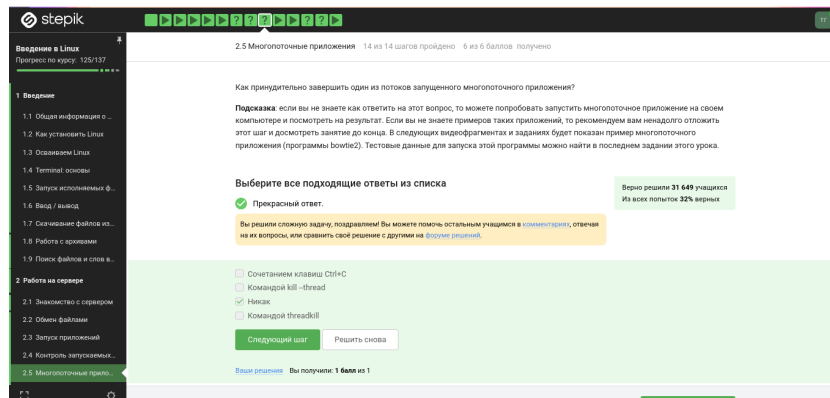 stepik
? ? ? ? ?
ТГ
Введение в Linux
Прогресс по курсу: 125/137
2.5 Многопоточные приложения 14 из 14 шагов пройдено 6 из 6 баллов получено
1 Введение
1.1 Общая информация о ...
1.2 Как установить Linux
1.3 Осваиваем Linux
1.4 Terminal: основы
1.5 Запуск исполняемых ф...
1.6 Ввод / вывод
1.7 Скачивание файлов из...
1.8 Работа с архивами
1.9 Поиск файлов и слов в...
2 Работа на сервере
2.1 Знакомство с сервером
2.2 Обмен файлами
2.3 Запуск приложений
2.4 Контроль запускаемых...
2.5 Многопоточные прило...
Как принудительно завершить один из потоков запущенного многопоточного приложения?
Подсказка: если вы не знаете как ответить на этот вопрос, то можете попробовать запустить многопоточное приложение на своем
компьютере и посмотреть на результат. Если вы не знаете примеров таких приложений, то рекомендуем вам ненадолго отложить
этот шаг и досмотреть занятие до конца. В следующих видеофрагментах и заданиях будет показан пример многопоточного
приложения (программы bowtie2). Тестовые данные для запуска этой программы можно найти в последнем задании этого урока.
Выберите все подходящие ответы из списка
Прекрасный ответ.
Верно решили 31 649 учащихся
Из всех попыток 32% верных
Вы решили сложную задачу, поздравляем! Вы можете помочь остальным учащимся в комментариях, отвечая
на их вопросы, или сравнить своё решение с другими на форуме решений.
Сочетанием клавиш Ctrl+C
Командой kill –thread
Никак
Командой threadkill
Следующий шаг
Решить снова
Ваши решения Вы получили: 1 балл из 1